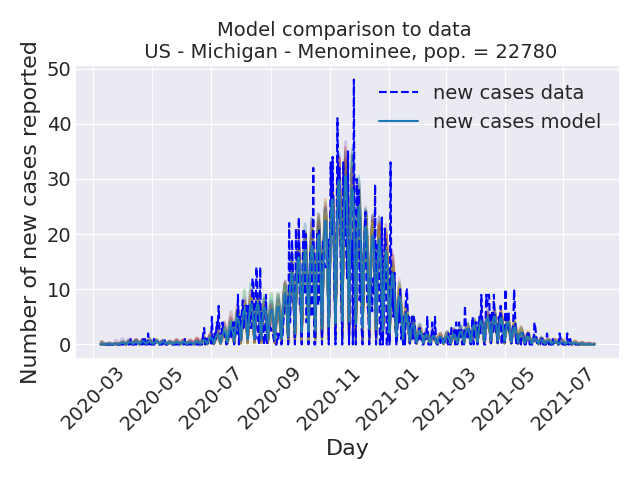 Model comparison to data
US - Michigan - Menominee, pop. = 22780
Number of new cases reported
50
40
30
20
10
0
new cases data
new cases model
2020-03
2020-05
2020-07
2020-09
2020-11
2021-01
2021-03
2021-05
2021-07
Day